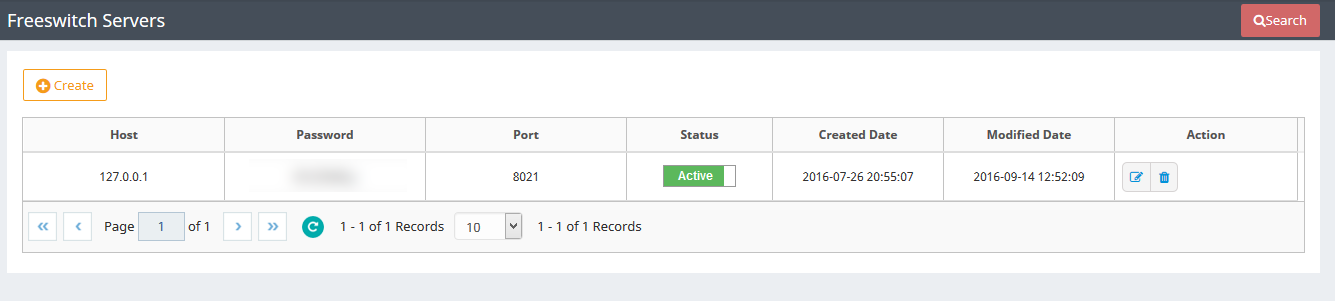 Freeswitch Servers
Search
Create
Host Password Port Status Created Date Modified Date Action
127.0.0.1 8021 Active 2016-07-26 20:55:07 2016-09-14 12:52:09
Page 1 of 1 1 - 1 of 1 Records 10 1 - 1 of 1 Records